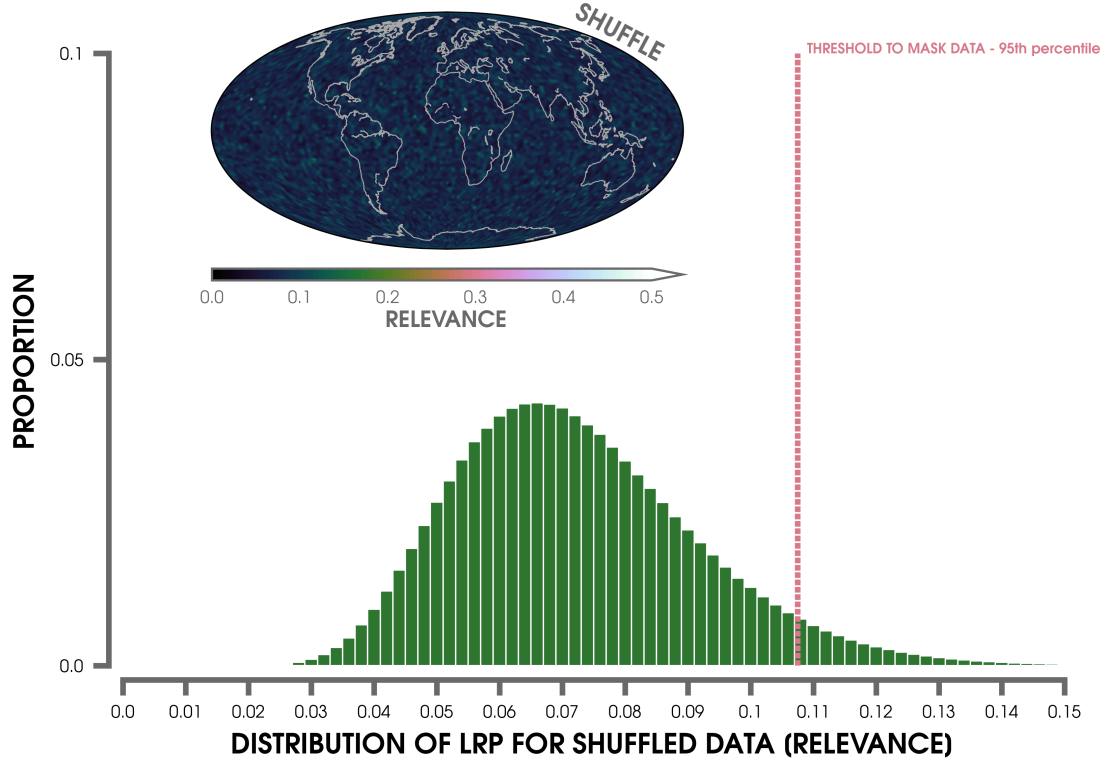 SHUFFLE
THRESHOLD TO MASK DATA - 95th percentile
0.1
0.05
0.0
PROPORTION
0.0 0.1 0.2 0.3 0.4 0.5
RELEVANCE
0.0 0.01 0.02 0.03 0.04 0.05 0.06 0.07 0.08 0.09 0.1 0.11 0.12 0.13 0.14 0.15
DISTRIBUTION OF LRP FOR SHUFFLED DATA (RELEVANCE)